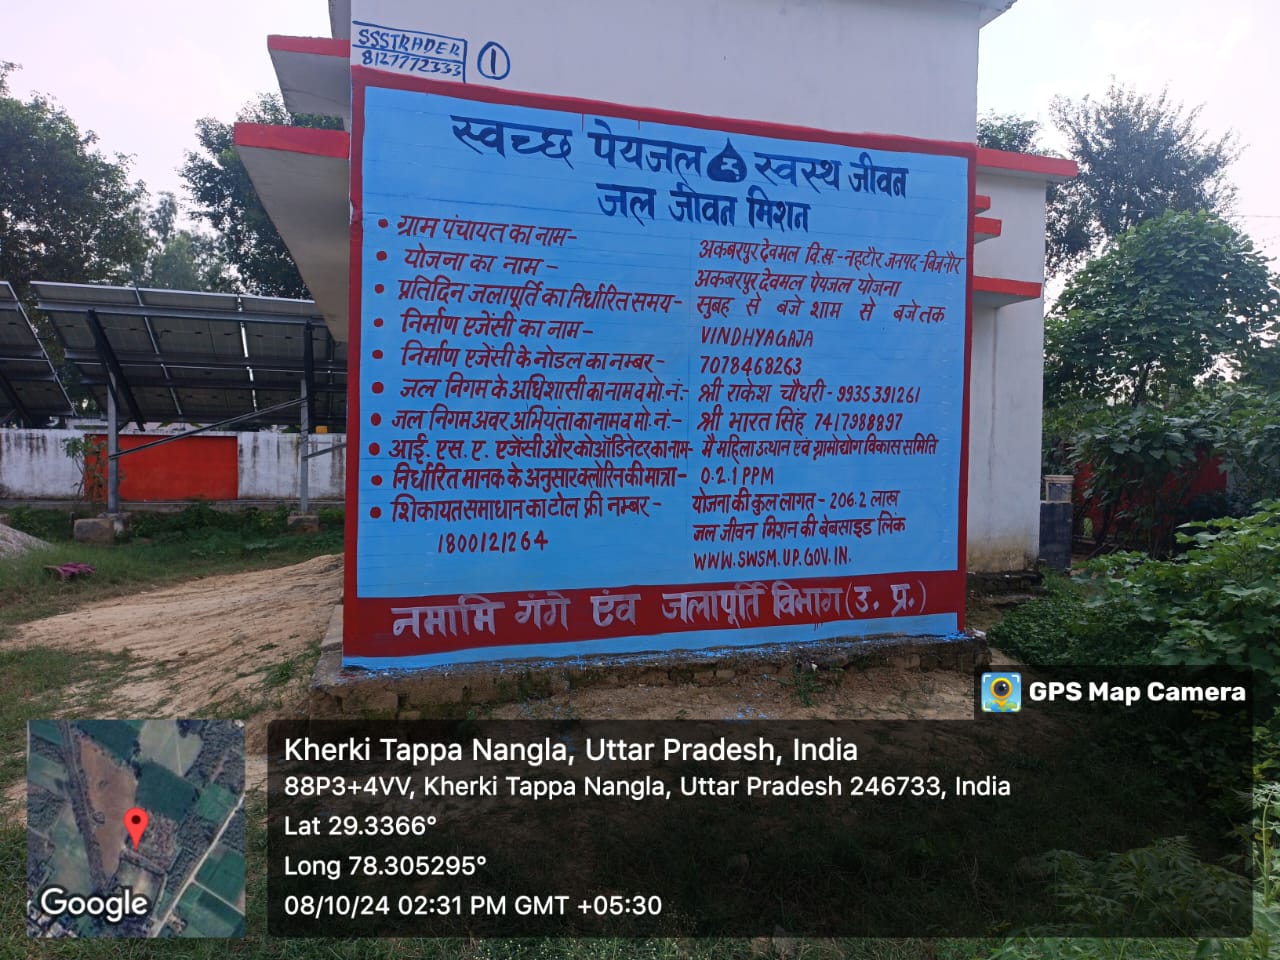 SSSTRADER
8127772333
1
स्वच्छ पेयजल से स्वस्थ जीवन
जल जीवन मिशन
• ग्राम पंचायत का नाम- अकबरपुर देवमल वि.ख.-नहटौर जनपद-बिजनौर
• योजना का नाम - अकबरपुर देवमल पेयजल योजना
• प्रतिदिन जलापूर्ति का निर्धारित समय- सुबह से बजे शाम से बजे तक
• निर्माण एजेंसी का नाम- VINDHYAGAJA
• निर्माण एजेंसी के नोडल का नम्बर- 7078468263
• जल निगम के अधिशासी का नाम व मो. नं:- श्री राकेश चौधरी - 9935391261
• जल निगम अवर अभियंता का नाम व मो. नं:- श्री भारत सिंह 7417988897
• आई. एस. ए. एजेंसी और कोऑडिनेटर का नाम- मै महिला उत्थान एवं ग्रामोद्योग विकास समिति
• निर्धारित मानक के अनुसार क्लोरिन की मात्रा- 0.2.1 PPM
• शिकायत समाधान का टोल फ्री नम्बर- योजना की कुल लागत - 206.2 लाख
1800121264 जल जीवन मिशन की बेबसाइड लिंक
WWW.SWSM.UP.GOV.IN.
नमामि गंगे एंव जलापूर्ति विभाग (उ. प्र.)
GPS Map Camera
Kherki Tappa Nangla, Uttar Pradesh, India
88P3+4VV, Kherki Tappa Nangla, Uttar Pradesh 246733, India
Lat 29.3366°
Long 78.305295°
08/10/24 02:31 PM GMT +05:30
Google